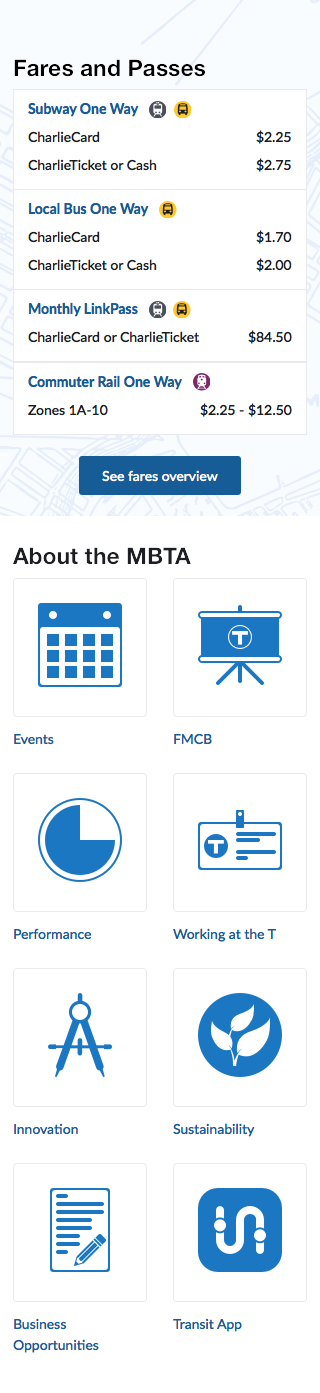 Fares and Passes
Subway One Way
CharlieCard $2.25
CharlieTicket or Cash $2.75
Local Bus One Way
CharlieCard $1.70
CharlieTicket or Cash $2.00
Monthly LinkPass
CharlieCard or CharlieTicket $84.50
Commuter Rail One Way
Zones 1A-10 $2.25 - $12.50
See fares overview
About the MBTA
T
Events FMCB
T
Performance Working at the T
Innovation Sustainability
Business Transit App
Opportunities